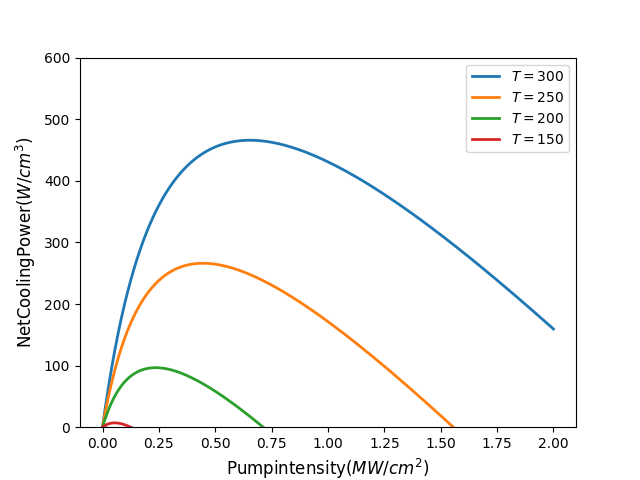 600
500
400
300
200
100
0
NetCoolingPower(W/cm³)
T = 300
T = 250
T = 200
T = 150
0.00 0.25 0.50 0.75 1.00 1.25 1.50 1.75 2.00
Pumpintensity(MW/cm²)